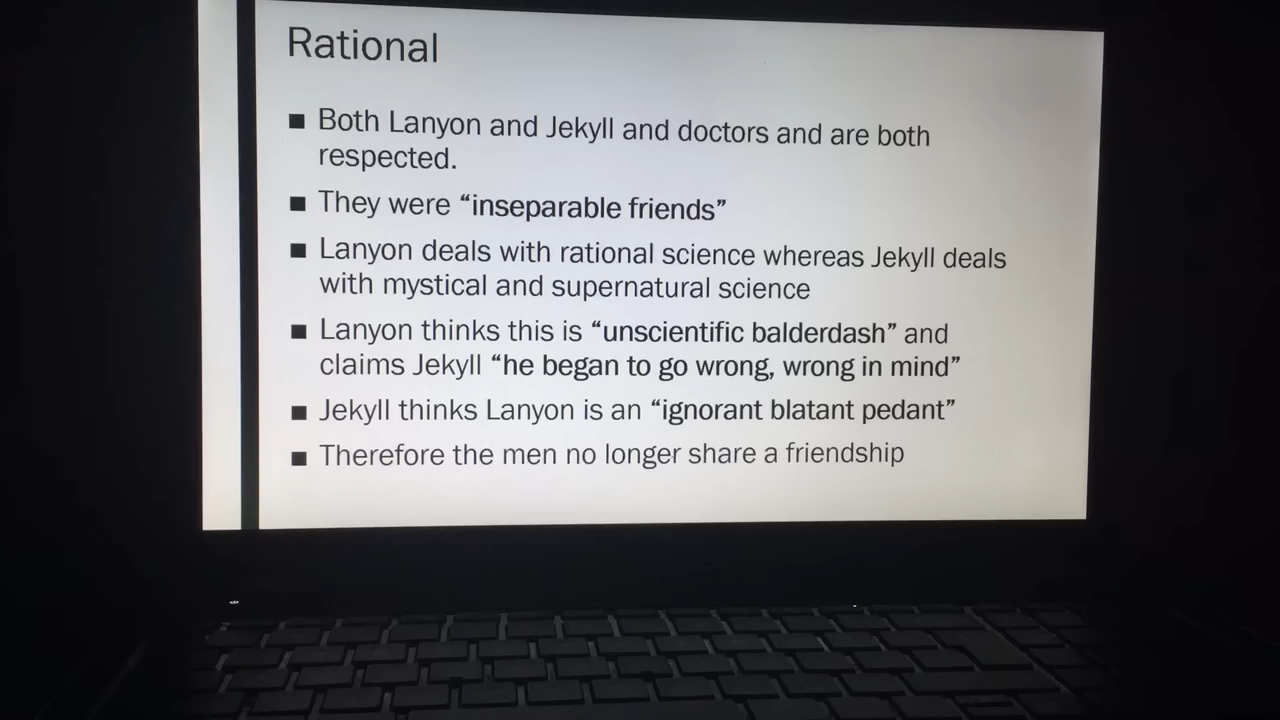 Rational
■ Both Lanyon and Jekyll and doctors and are both
respected.
■ They were “inseparable friends”
■ Lanyon deals with rational science whereas Jekyll deals
with mystical and supernatural science
■ Lanyon thinks this is “unscientific balderdash” and
claims Jekyll “he began to go wrong, wrong in mind”
■ Jekyll thinks Lanyon is an “ignorant blatant pedant”
■ Therefore the men no longer share a friendship